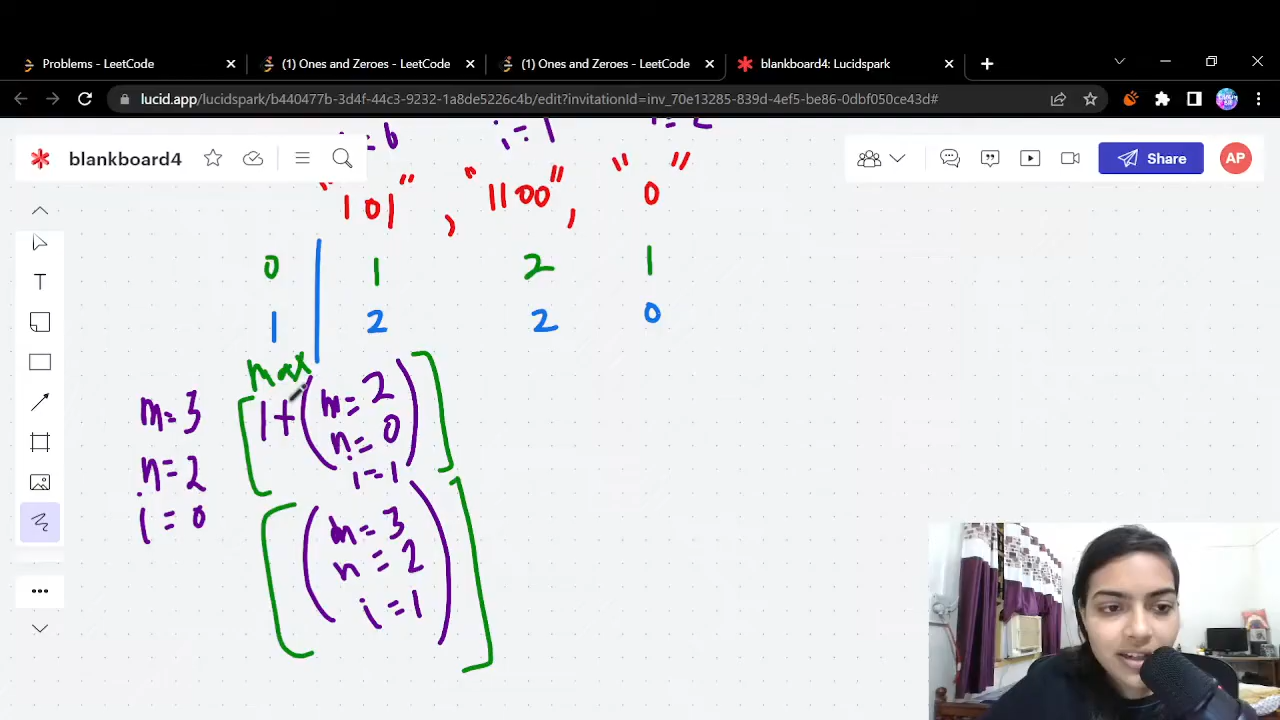 Problems - LeetCode
(1) Ones and Zeroes - LeetCode
(1) Ones and Zeroes - LeetCode
blankboard4: Lucidspark
lucid.app/lucidspark/b440477b-3d4f-44c3-9232-1a8de5226c4b/edit?invitationId=inv_70e13285-839d-4ef5-be86-0dbf050ce43d#
blankboard4
Share
AP
i=1
i=2
"101", "1100", "0"
0 1 2 1
1 2 2 0
max
m=3
n=2
i=0
1+ m=2
n=0
i=1
m=3
n=2
i=1
T